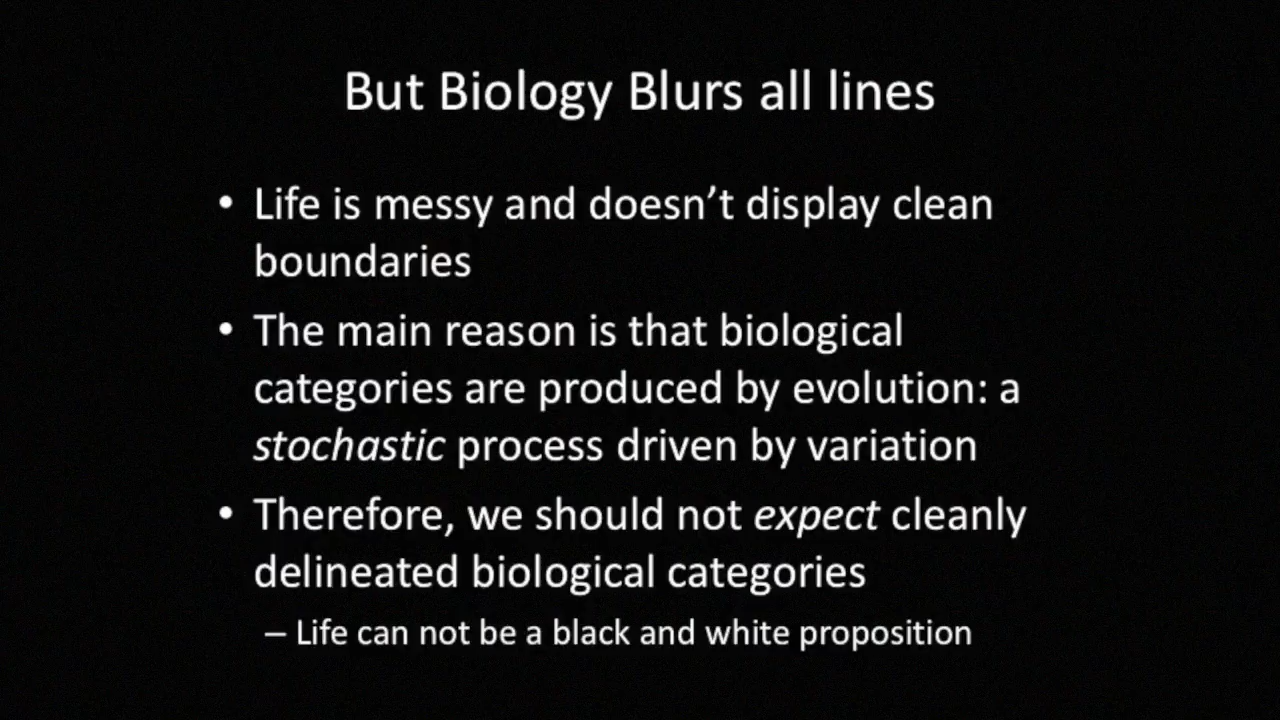 But Biology Blurs all lines
• Life is messy and doesn’t display clean
boundaries
• The main reason is that biological
categories are produced by evolution: a
stochastic process driven by variation
• Therefore, we should not expect cleanly
delineated biological categories
– Life can not be a black and white proposition